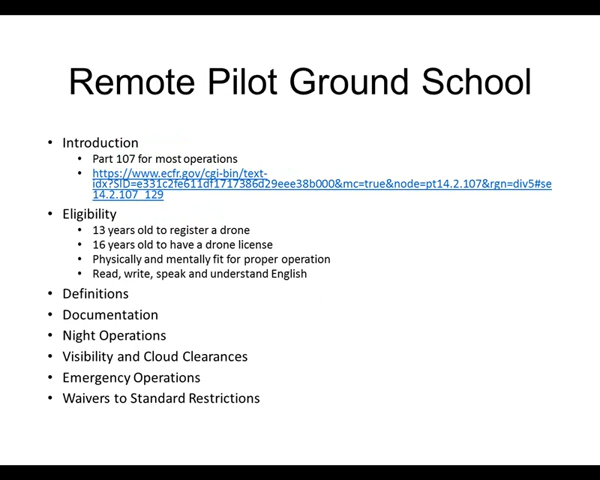 Remote Pilot Ground School
• Introduction
• Part 107 for most operations
• https://www.ecfr.gov/cgi-bin/text-
idx?SID=e331c2fe611df1717386d29eee38b000&mc=true&node=pt14.2.107&rgn=div5#se
14.2.107_129
• Eligibility
• 13 years old to register a drone
• 16 years old to have a drone license
• Physically and mentally fit for proper operation
• Read, write, speak and understand English
• Definitions
• Documentation
• Night Operations
• Visibility and Cloud Clearances
• Emergency Operations
• Waivers to Standard Restrictions